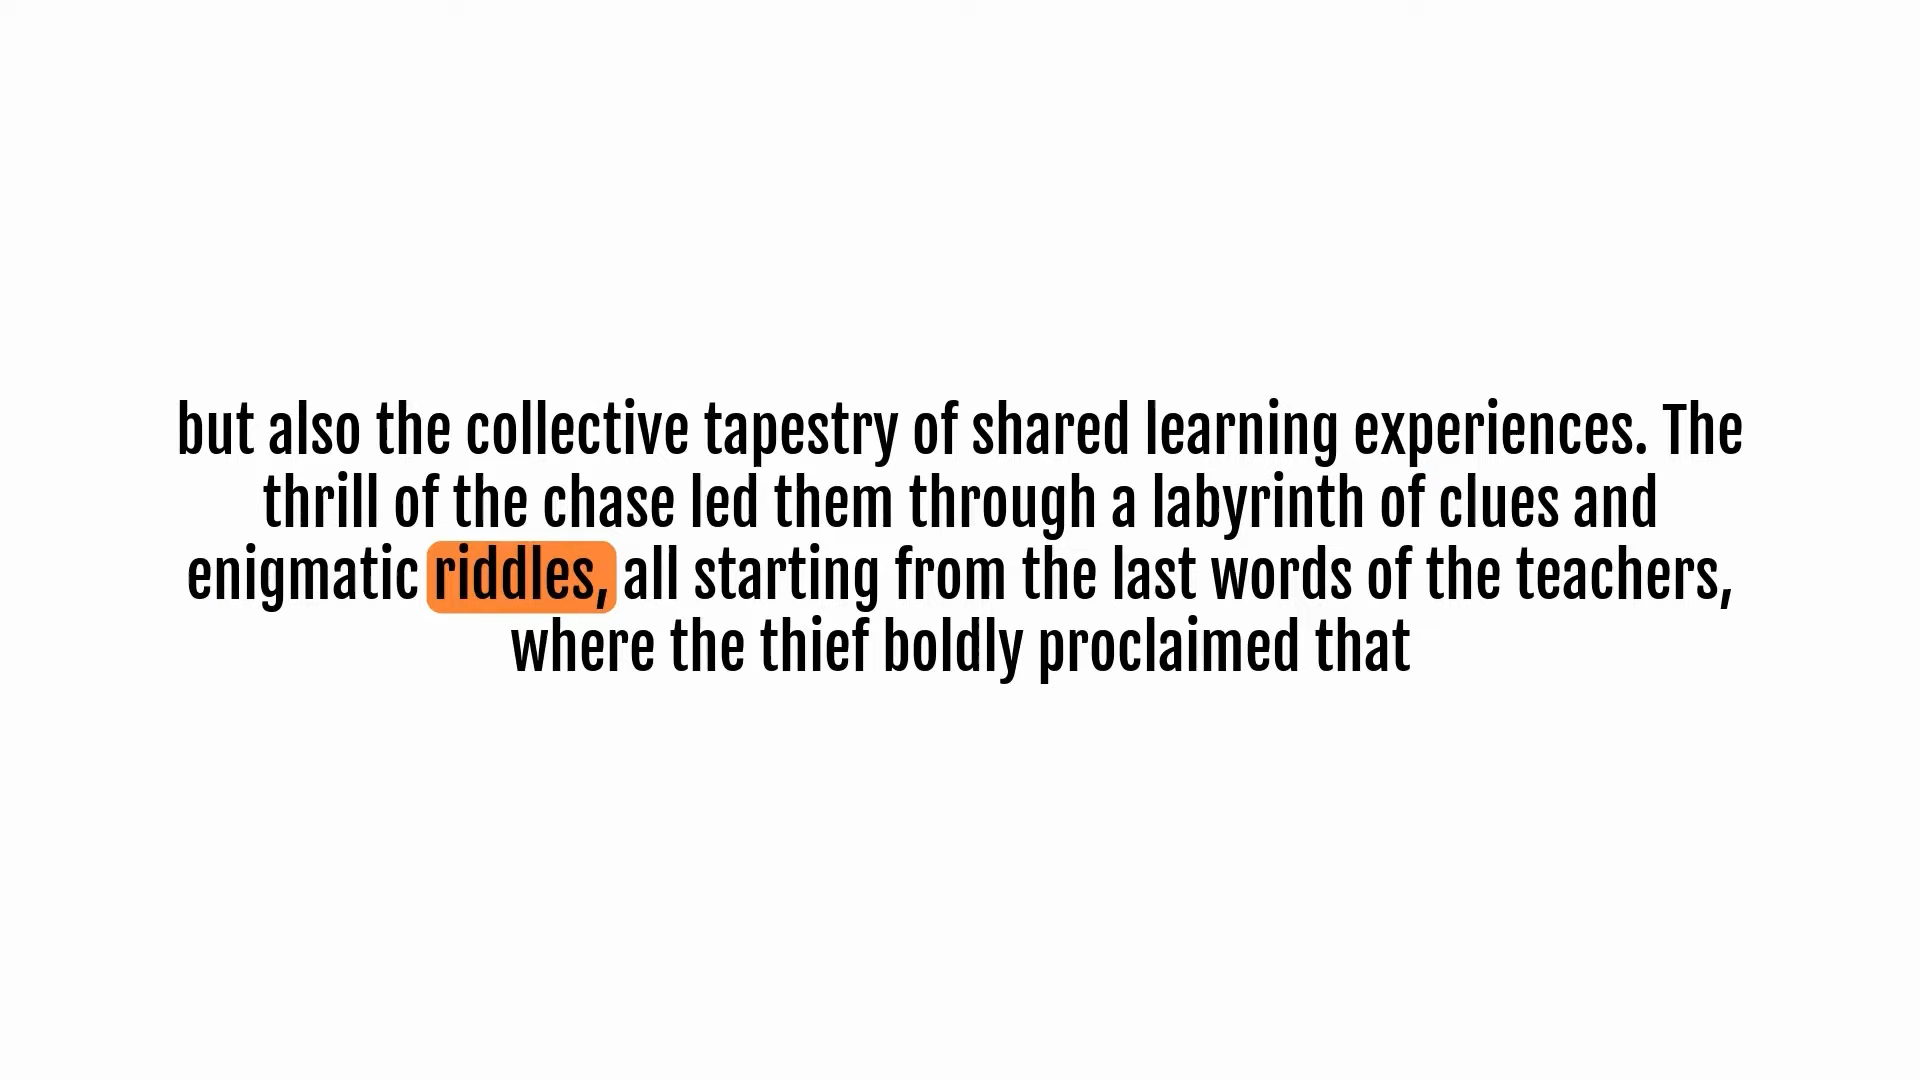 but also the collective tapestry of shared learning experiences. The
thrill of the chase led them through a labyrinth of clues and
enigmatic riddles, all starting from the last words of the teachers,
where the thief boldly proclaimed that